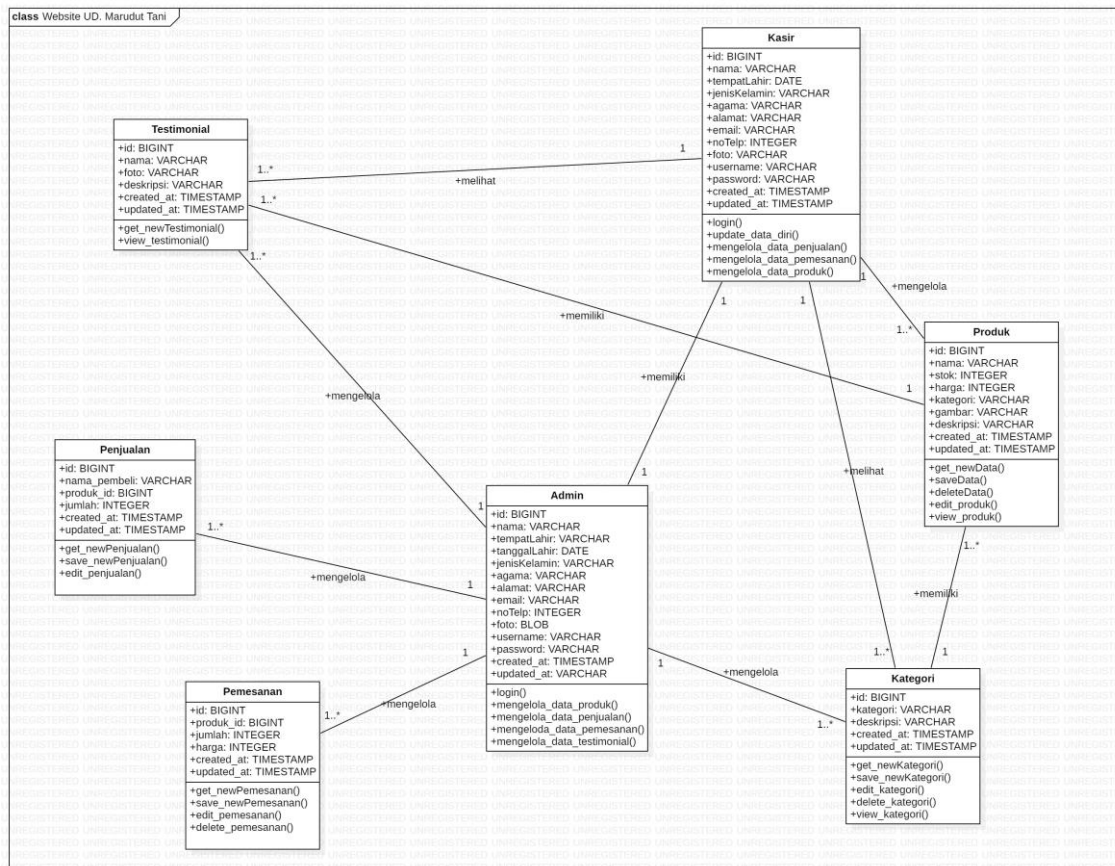 class Website UD. Marudut Tani
Kasir
+id: BIGINT
+nama: VARCHAR
+tempatLahir: DATE
+jenisKelamin: VARCHAR
+agama: VARCHAR
+alamat: VARCHAR
+email: VARCHAR
+noTelp: INTEGER
+foto: VARCHAR
+username: VARCHAR
+password: VARCHAR
+created_at: TIMESTAMP
+updated_at: TIMESTAMP
+login()
+update_data_diri()
+mengelola_data_penjualan()
+mengelola_data_pemesanan()
+mengelola_data_produk()
Testimonial
+id: BIGINT
+nama: VARCHAR
+foto: VARCHAR
+deskripsi: VARCHAR
+created_at: TIMESTAMP
+updated_at: TIMESTAMP
+get_newTestimonial()
+view_testimonial()
1..*
+melihat
1
1..*
+memiliki
1
1..*
+mengelola
1
1
+memiliki
1
1
+melihat
1..*
1
+mengelola
1..*
Produk
+id: BIGINT
+nama: VARCHAR
+stok: INTEGER
+harga: INTEGER
+kategori: VARCHAR
+gambar: VARCHAR
+deskripsi: VARCHAR
+created_at: TIMESTAMP
+updated_at: TIMESTAMP
+get_newData()
+saveData()
+deleteData()
+edit_produk()
+view_produk()
1..*
+memiliki
1
Penjualan
+id: BIGINT
+nama_pembeli: VARCHAR
+produk_id: BIGINT
+jumlah: INTEGER
+created_at: TIMESTAMP
+updated_at: TIMESTAMP
+get_newPenjualan()
+save_newPenjualan()
+edit_penjualan()
1..*
+mengelola
1
Admin
+id: BIGINT
+nama: VARCHAR
+tempatLahir: VARCHAR
+tanggalLahir: DATE
+jenisKelamin: VARCHAR
+agama: VARCHAR
+alamat: VARCHAR
+email: VARCHAR
+noTelp: INTEGER
+foto: BLOB
+username: VARCHAR
+password: VARCHAR
+created_at: TIMESTAMP
+updated_at: VARCHAR
+login()
+mengelola_data_produk()
+mengelola_data_penjualan()
+mengeloda_data_pemesanan()
+mengelola_data_testimonial()
1
+mengelola
1..*
1
+mengelola
1..*
Pemesanan
+id: BIGINT
+produk_id: BIGINT
+jumlah: INTEGER
+harga: INTEGER
+created_at: TIMESTAMP
+updated_at: TIMESTAMP
+get_newPemesanan()
+save_newPemesanan()
+edit_pemesanan()
+delete_pemesanan()
Kategori
+id: BIGINT
+kategori: VARCHAR
+deskripsi: VARCHAR
+created_at: TIMESTAMP
+updated_at: TIMESTAMP
+get_newKategori()
+save_newKategori()
+edit_kategori()
+delete_kategori()
+view_kategori()